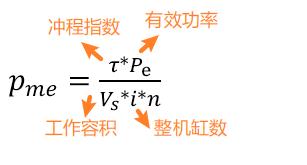 冲程指数 有效功率
p_me = τ*P_e / V_s*i*n
工作容积 整机缸数